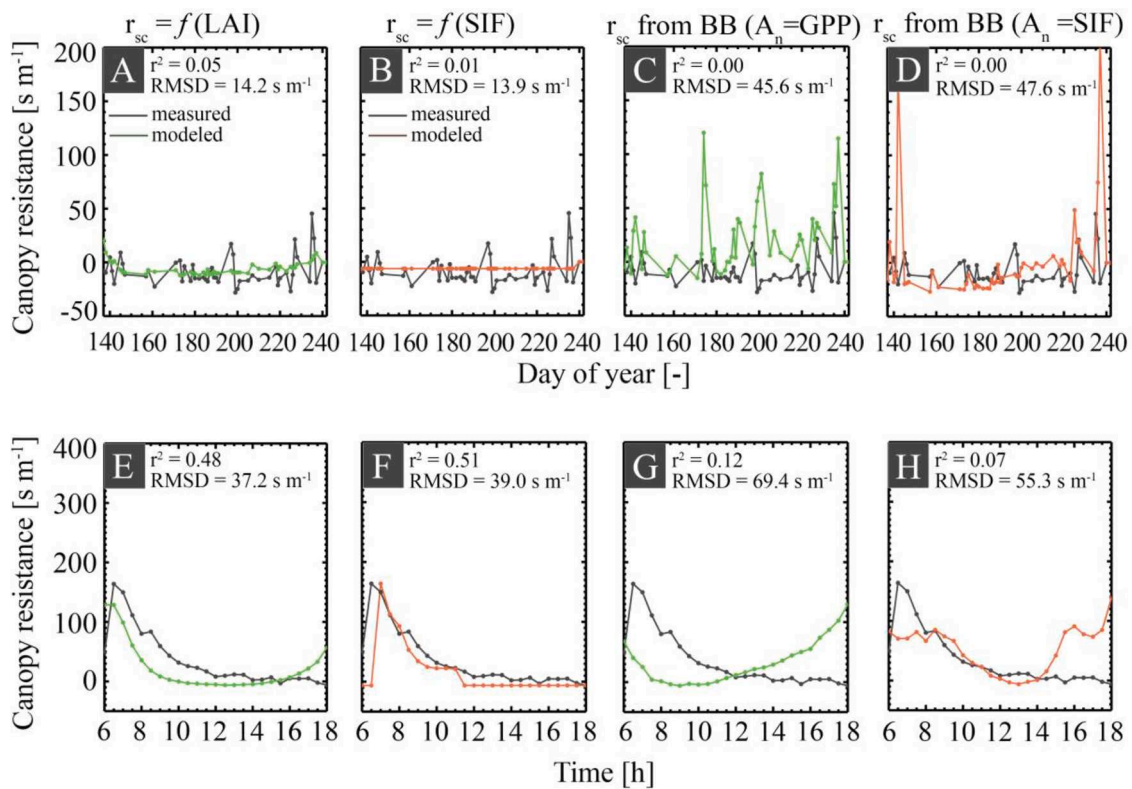 r_sc = f (LAI)
r_sc = f (SIF)
r_sc from BB (A_n =GPP)
r_sc from BB (A_n =SIF)
Canopy resistance [s m⁻¹]
200
150
100
50
0
-50
A
r² = 0.05
RMSD = 14.2 s m⁻¹
measured
modeled
B
r² = 0.01
RMSD = 13.9 s m⁻¹
measured
modeled
C
r² = 0.00
RMSD = 45.6 s m⁻¹
D
r² = 0.00
RMSD = 47.6 s m⁻¹
140 160 180 200 220 240
140 160 180 200 220 240
140 160 180 200 220 240
140 160 180 200 220 240
Day of year [-]
Canopy resistance [s m⁻¹]
400
300
200
100
0
E
r² = 0.48
RMSD = 37.2 s m⁻¹
F
r² = 0.51
RMSD = 39.0 s m⁻¹
G
r² = 0.12
RMSD = 69.4 s m⁻¹
H
r² = 0.07
RMSD = 55.3 s m⁻¹
6 8 10 12 14 16 18
6 8 10 12 14 16 18
6 8 10 12 14 16 18
6 8 10 12 14 16 18
Time [h]